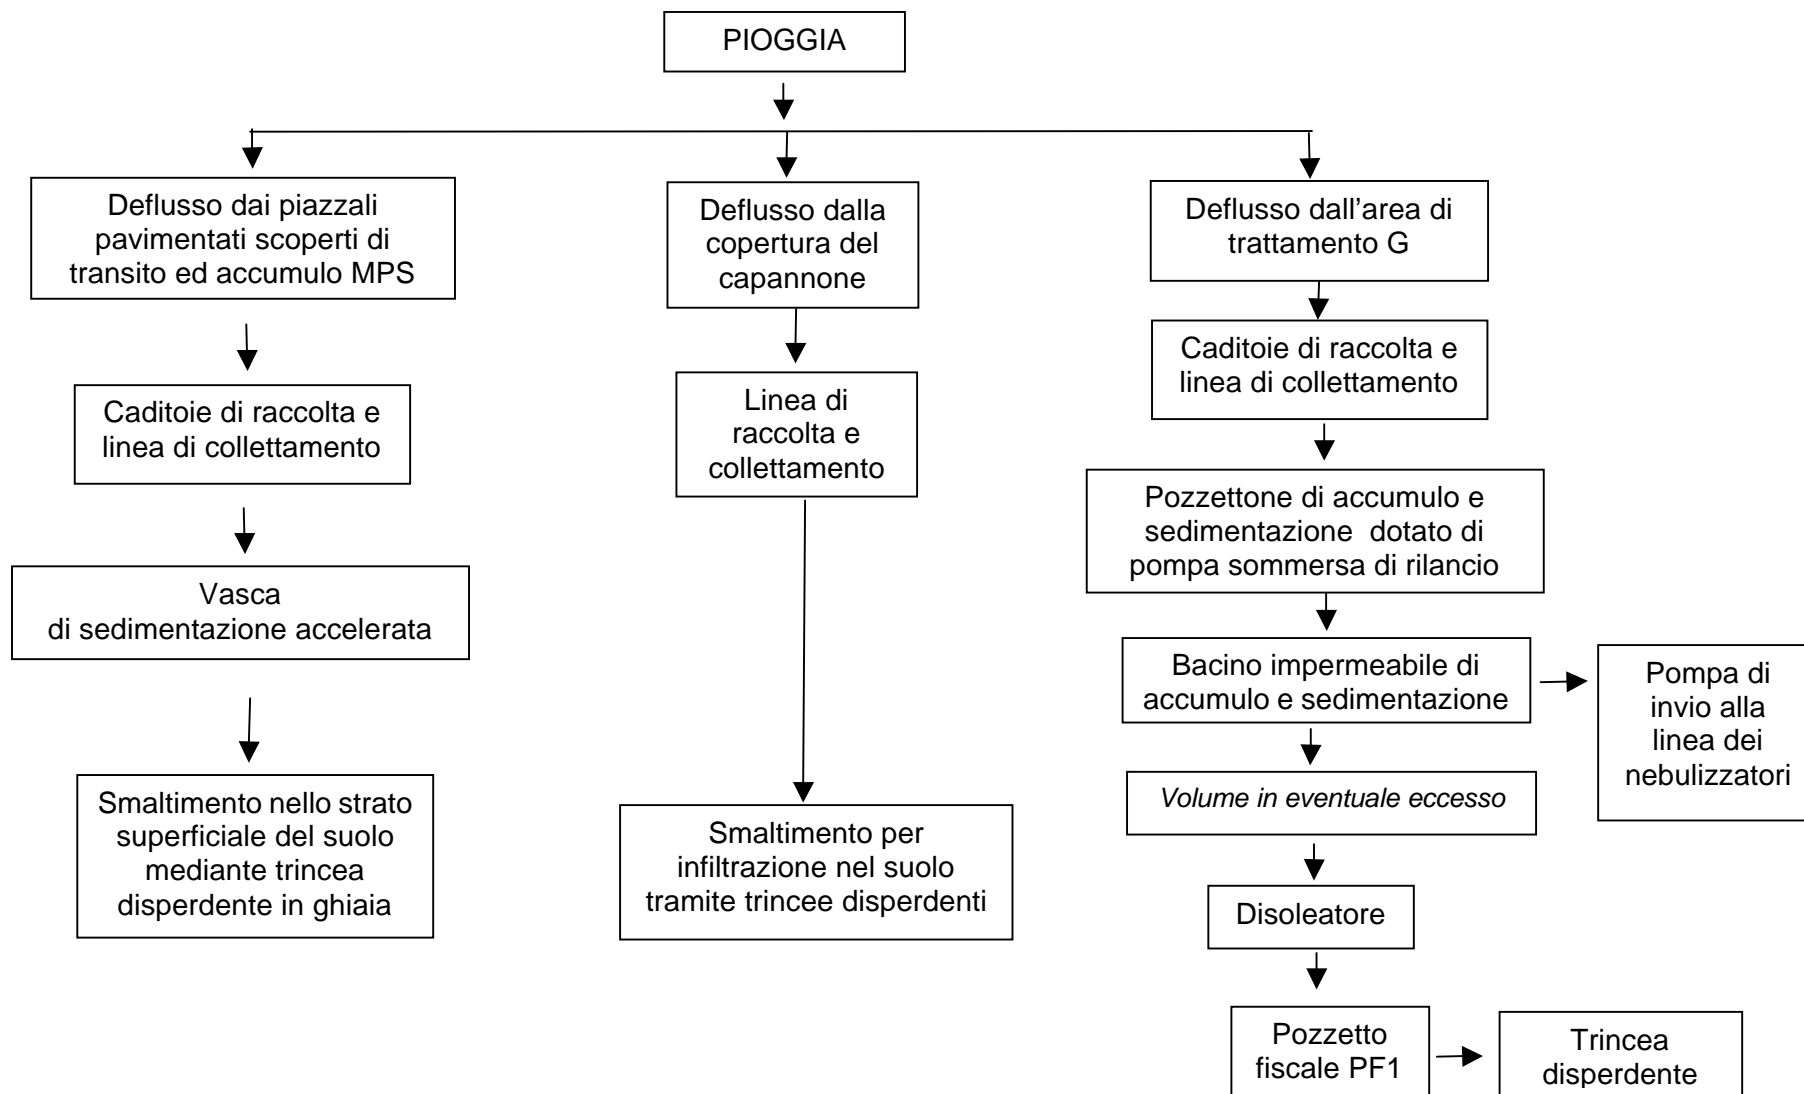 PIOGGIA
Deflusso dai piazzali
pavimentati scoperti di
transito ed accumulo MPS
Caditoie di raccolta e
linea di collettamento
Vasca
di sedimentazione accelerata
Smaltimento nello strato
superficiale del suolo
mediante trincea
disperdente in ghiaia
Deflusso dalla
copertura del
capannone
Linea di
raccolta e
collettamento
Smaltimento per
infiltrazione nel suolo
tramite trincee disperdenti
Deflusso dall’area di
trattamento G
Caditoie di raccolta e
linea di collettamento
Pozzettone di accumulo e
sedimentazione dotato di
pompa sommersa di rilancio
Bacino impermeabile di
accumulo e sedimentazione
Pompa di
invio alla
linea dei
nebulizzatori
Volume in eventuale eccesso
Disoleatore
Pozzetto
fiscale PF1
Trincea
disperdente